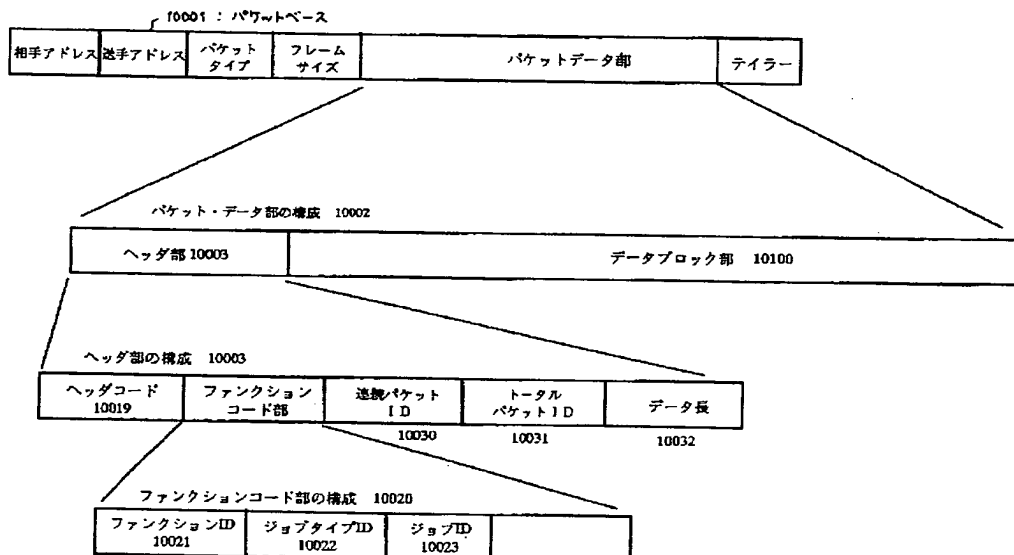 10001 : パケットベース
相手アドレス 送手アドレス パケットタイプ フレームサイズ パケットデータ部 テイラー
パケット・データ部の構成 10002
ヘッダ部 10003 データブロック部 10100
ヘッダ部の構成 10003
ヘッダコード 10019 ファンクションコード部 連続パケットID 10030 トータルパケットID 10031 データ長 10032
ファンクションコード部の構成 10020
ファンクションID 10021 ジョブタイプID 10022 ジョブID 10023